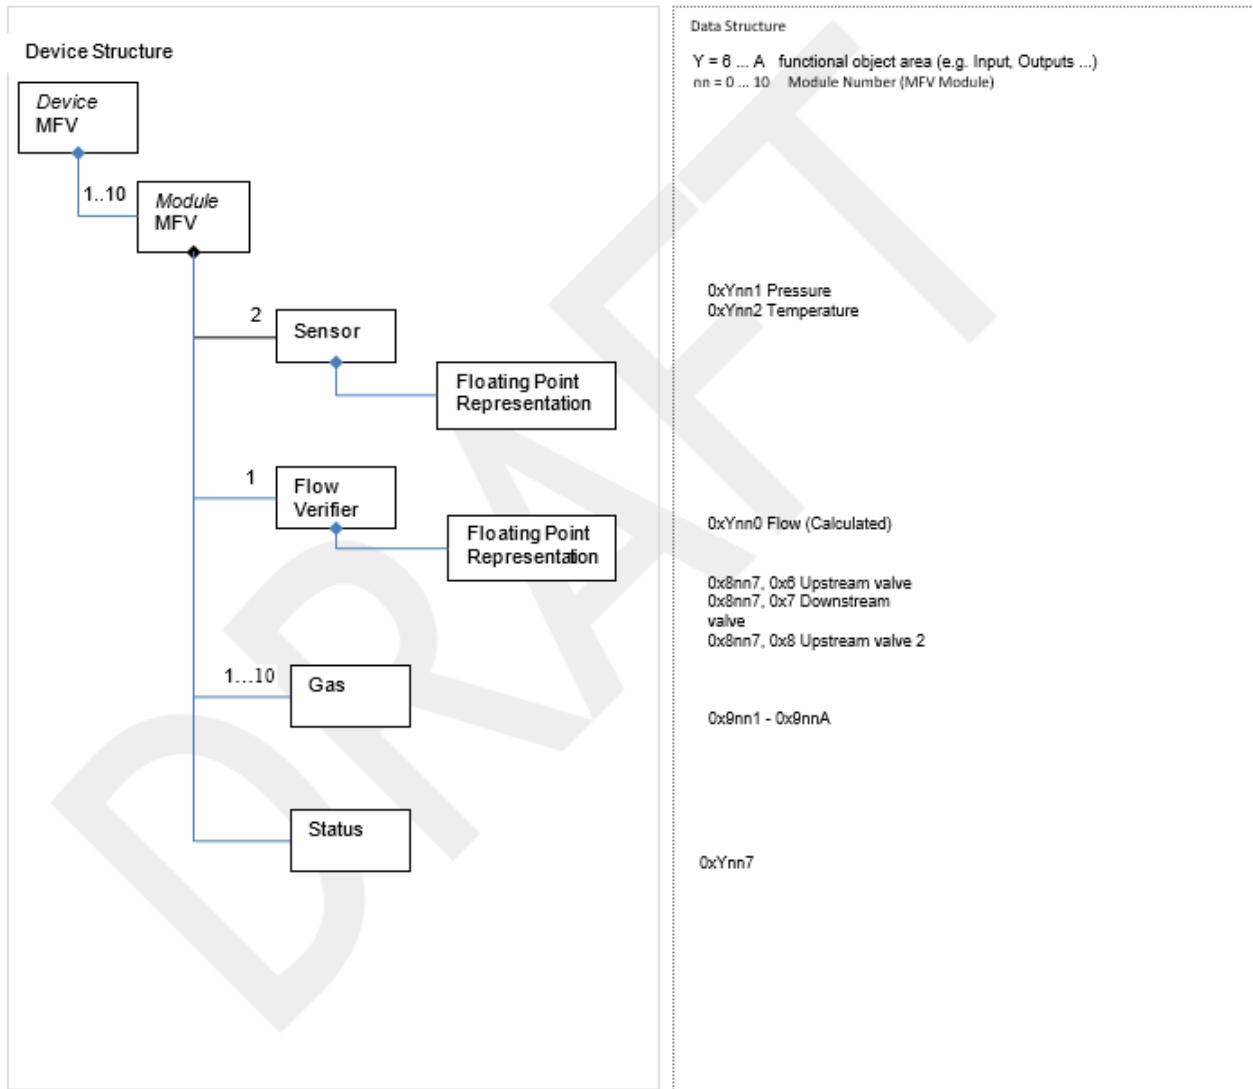 Device Structure
Device
MFV
1..10
Module
MFV
2
Sensor
Floating Point
Representation
1
Flow
Verifier
Floating Point
Representation
1...10
Gas
Status
Data Structure
Y = 6 ... A functional object area (e.g. Input, Outputs ...)
nn = 0 ... 10 Module Number (MFV Module)
0xYnn1 Pressure
0xYnn2 Temperature
0xYnn0 Flow (Calculated)
0x8nn7, 0x6 Upstream valve
0x8nn7, 0x7 Downstream
valve
0x8nn7, 0x8 Upstream valve 2
0x9nn1 - 0x9nnA
0xYnn7
DRAFT